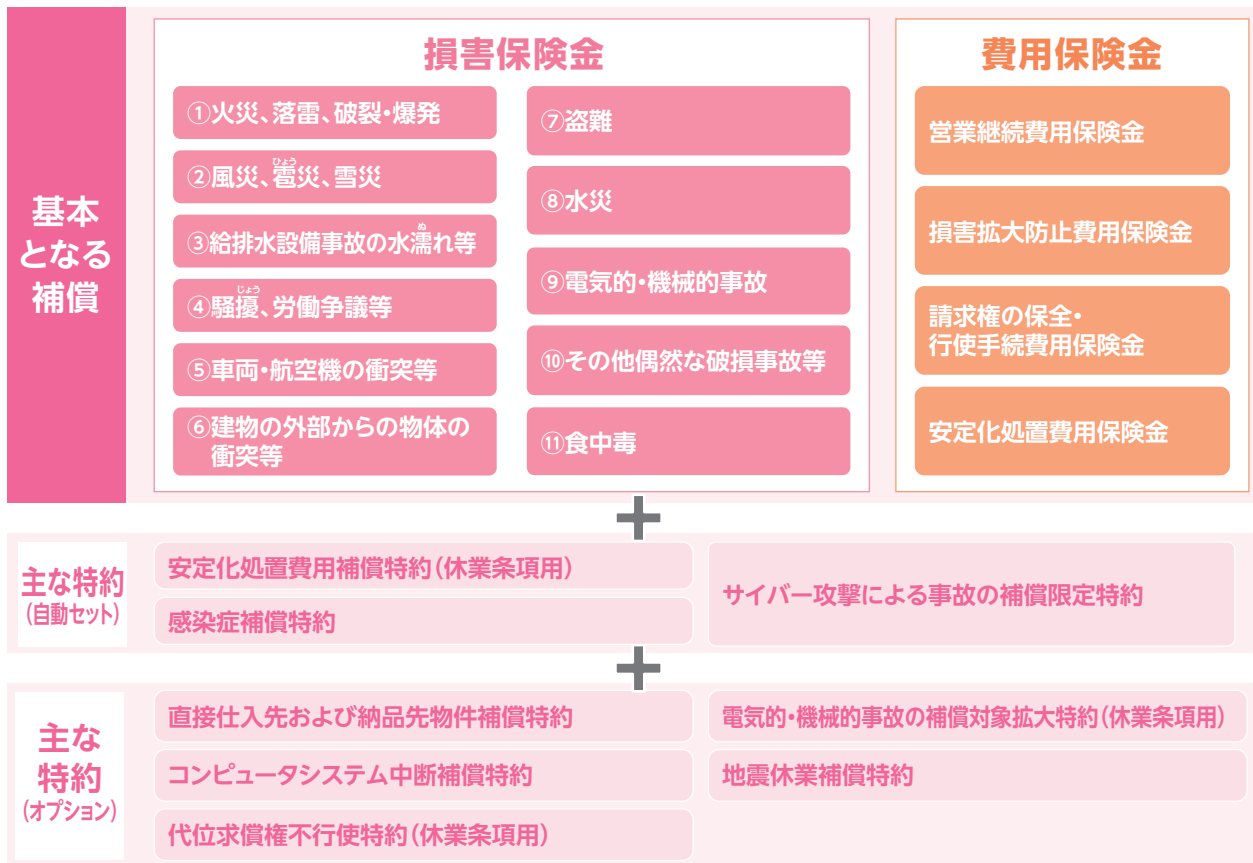 基本
となる
補償
損害保険金
①火災、落雷、破裂・爆発
②風災、雹災、雪災
ひょう
③給排水設備事故の水濡れ等
ぬ
④騒擾、労働争議等
じょう
⑤車両・航空機の衝突等
⑥建物の外部からの物体の
衝突等
⑦盗難
⑧水災
⑨電気的・機械的事故
⑩その他偶然な破損事故等
⑪食中毒
費用保険金
営業継続費用保険金
損害拡大防止費用保険金
請求権の保全・
行使手続費用保険金
安定化処置費用保険金
+
主な特約
(自動セット)
安定化処置費用補償特約(休業条項用)
感染症補償特約
サイバー攻撃による事故の補償限定特約
+
主な
特約
(オプション)
直接仕入先および納品先物件補償特約
コンピュータシステム中断補償特約
代位求償権不行使特約(休業条項用)
電気的・機械的事故の補償対象拡大特約(休業条項用)
地震休業補償特約